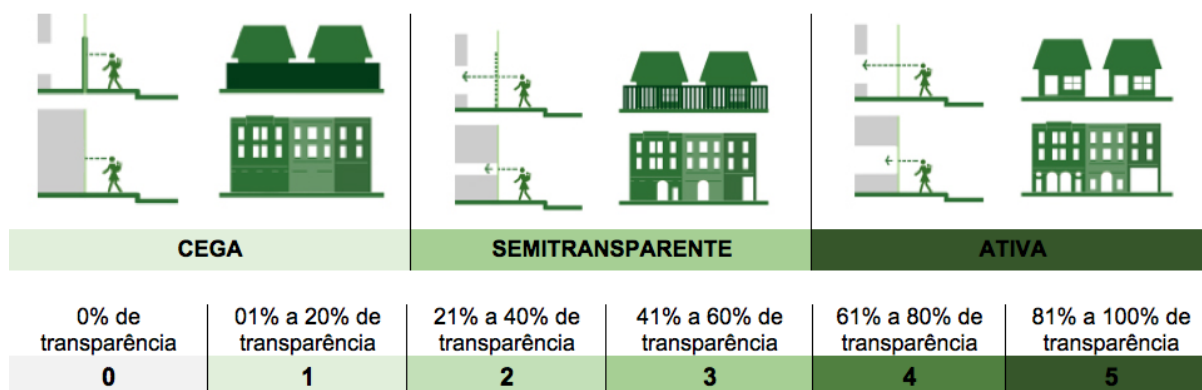 CEGA
SEMITRANSPARENTE
ATIVA
0% de
transparência
01% a 20% de
transparência
21% a 40% de
transparência
41% a 60% de
transparência
61% a 80% de
transparência
81% a 100% de
transparência
0
1
2
3
4
5